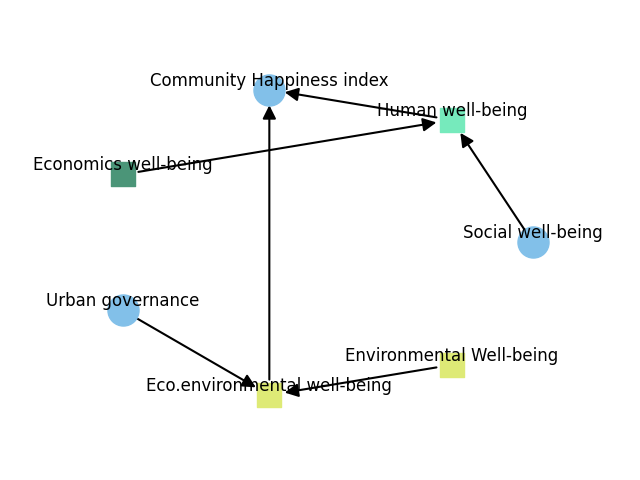 Community Happiness index
Human well-being
Economics well-being
Social well-being
Urban governance
Environmental Well-being
Eco.environmental well-being